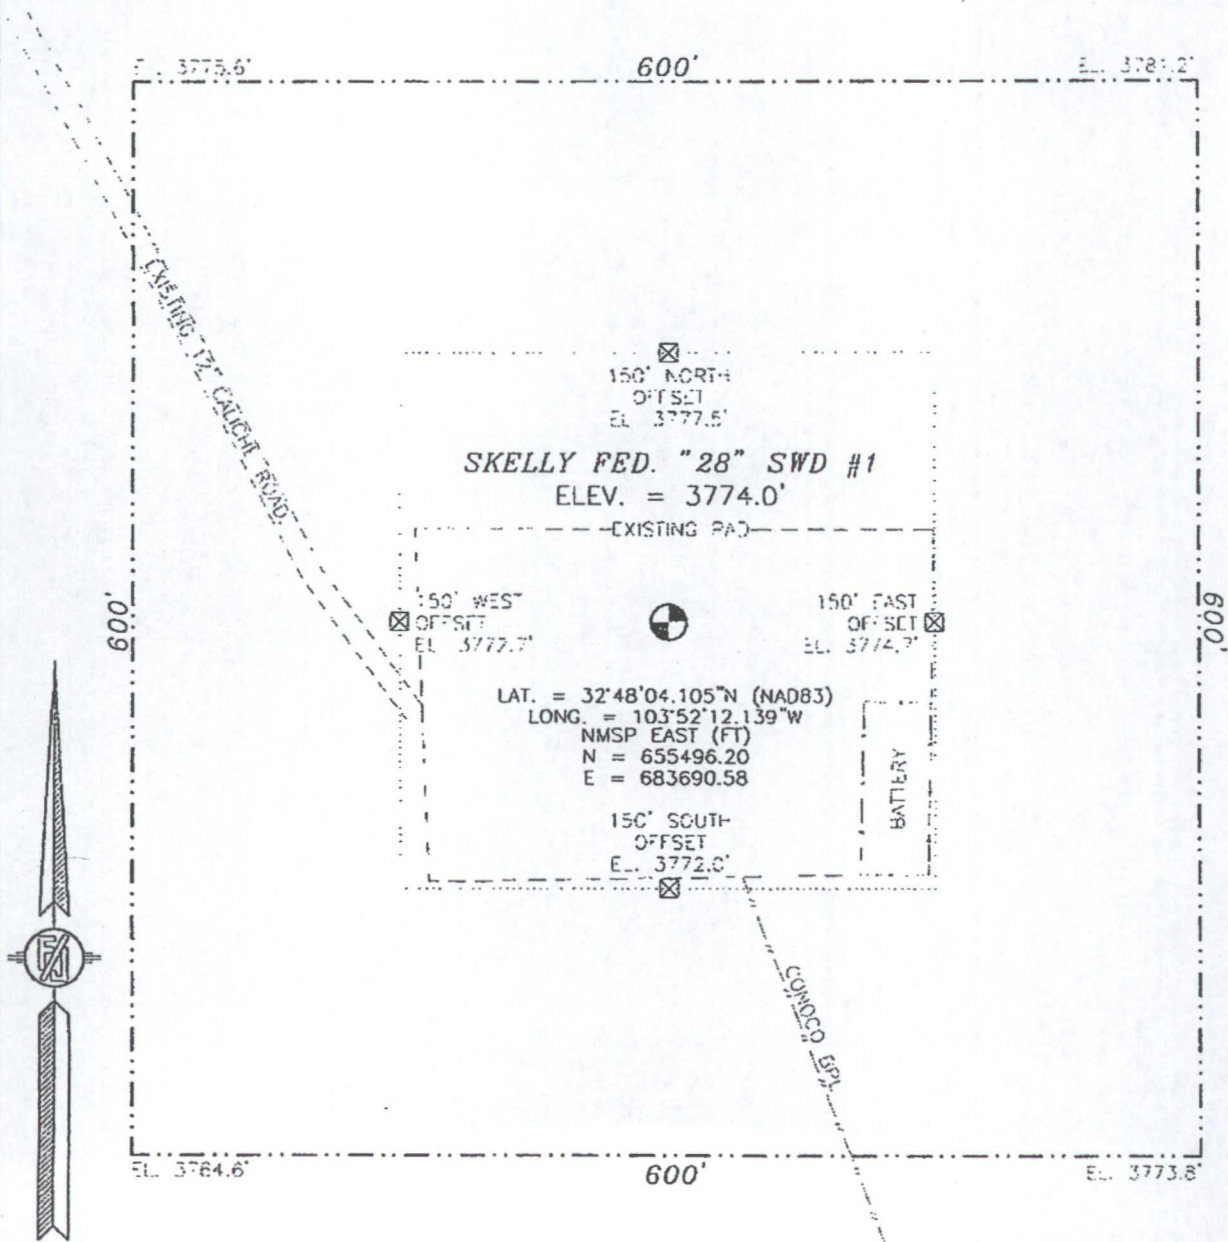 EL. 3775.6'
600'
EL. 3781.2'
EXISTING CALICHE ROAD
150' NORTH
OFFSET
EL. 3777.5'
SKELLY FED. "28" SWD #1
ELEV. = 3774.0'
EXISTING PAD
600'
150' WEST
OFFSET
EL. 3772.7'
150' EAST
OFFSET
EL. 3774.7'
600'
LAT. = 32°48'04.105"N (NAD83)
LONG. = 103°52'12.139"W
NMSP EAST (FT)
N = 655496.20
E = 683690.58
BATTERY
150' SOUTH
OFFSET
EL. 3772.0'
CONOCO BPL
EL. 3764.6'
600'
EL. 3773.8'